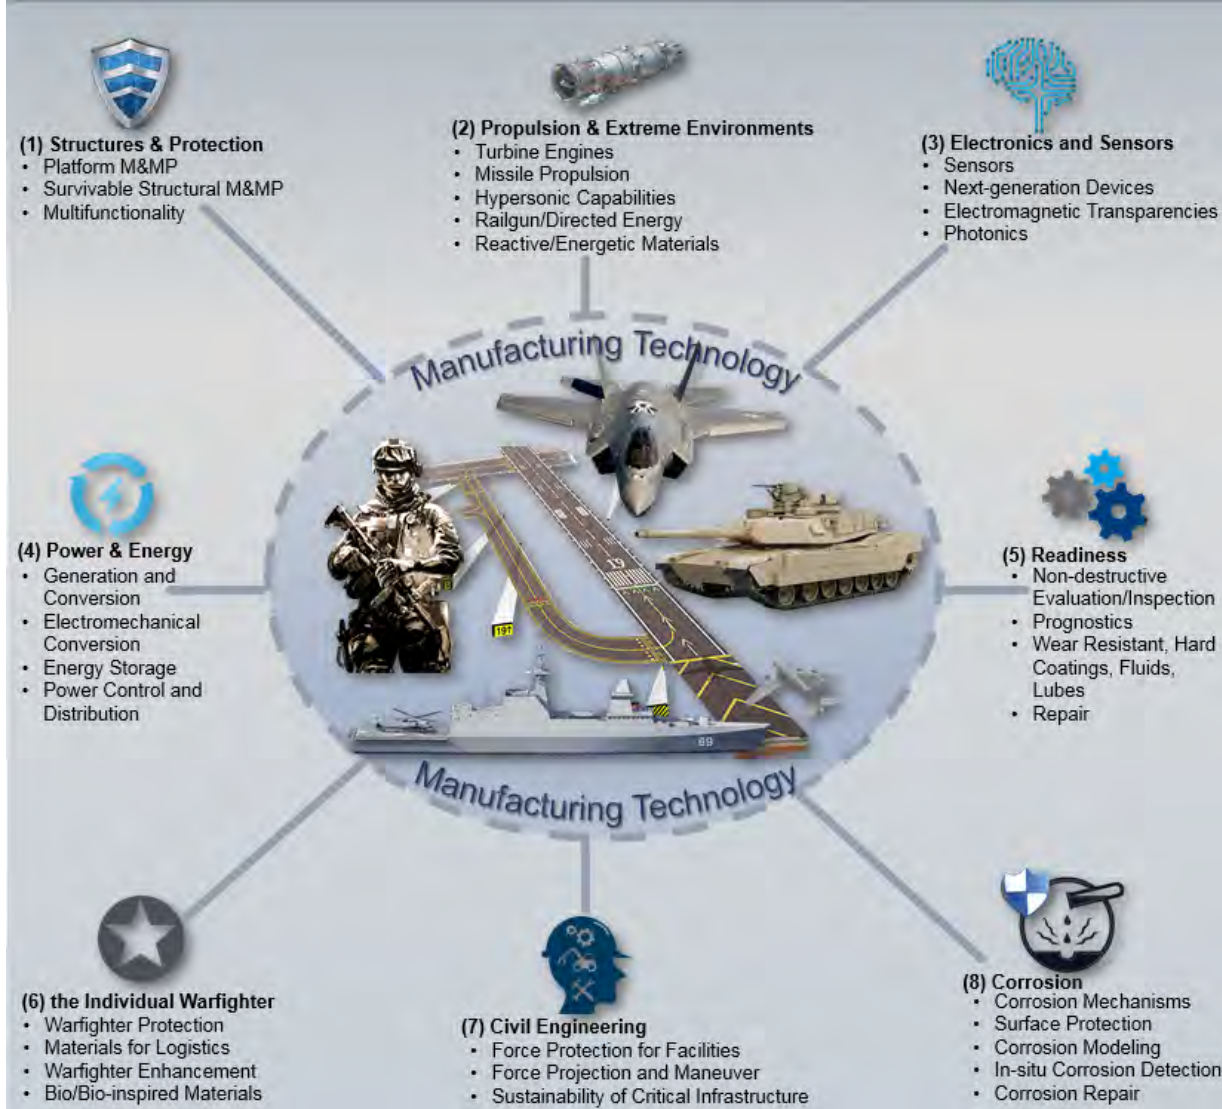 (1) Structures & Protection
• Platform M&MP
• Survivable Structural M&MP
• Multifunctionality
(2) Propulsion & Extreme Environments
• Turbine Engines
• Missile Propulsion
• Hypersonic Capabilities
• Railgun/Directed Energy
• Reactive/Energetic Materials
(3) Electronics and Sensors
• Sensors
• Next-generation Devices
• Electromagnetic Transparencies
• Photonics
Manufacturing Technology
(4) Power & Energy
• Generation and
Conversion
• Electromechanical
Conversion
• Energy Storage
• Power Control and
Distribution
19
191
69
(5) Readiness
• Non-destructive
Evaluation/Inspection
• Prognostics
• Wear Resistant, Hard
Coatings, Fluids,
Lubes
• Repair
Manufacturing Technology
(6) the Individual Warfighter
• Warfighter Protection
• Materials for Logistics
• Warfighter Enhancement
• Bio/Bio-inspired Materials
(7) Civil Engineering
• Force Protection for Facilities
• Force Projection and Maneuver
• Sustainability of Critical Infrastructure
(8) Corrosion
• Corrosion Mechanisms
• Surface Protection
• Corrosion Modeling
• In-situ Corrosion Detection
• Corrosion Repair